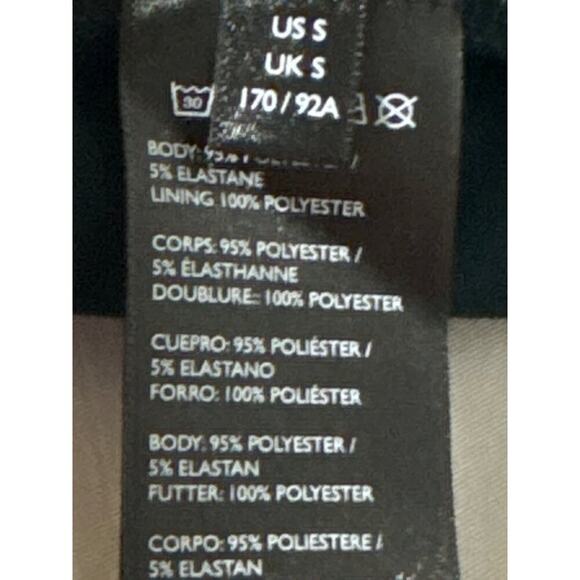 US S
UK S
170 / 92A
30
BODY: 95%
5% ELASTANE
LINING 100% POLYESTER
CORPS: 95% POLYESTER /
5% ÉLASTHANNE
DOUBLURE: 100% POLYESTER
CUEPRO: 95% POLIÉSTER /
5% ELASTANO
FORRO: 100% POLIÉSTER
BODY: 95% POLYESTER /
5% ELASTAN
FUTTER: 100% POLYESTER
CORPO: 95% POLIESTERE /
5% ELASTAN